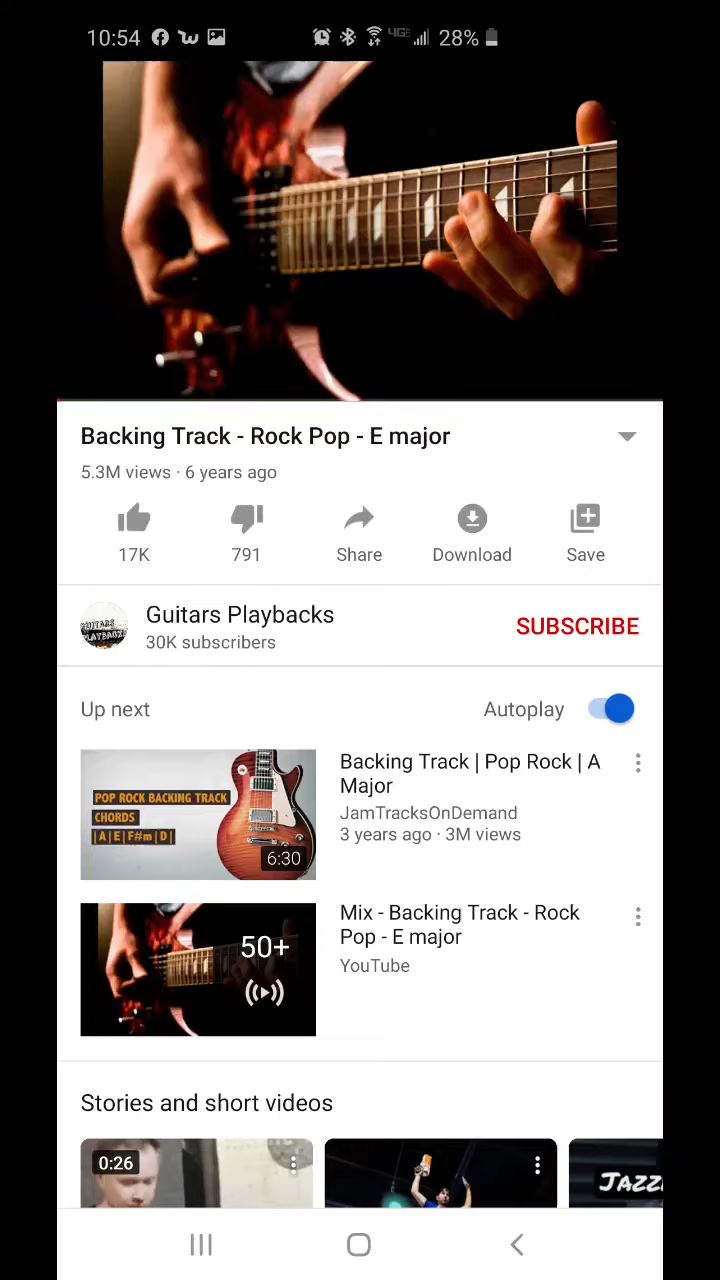 10:54 4G 28%
Backing Track - Rock Pop - E major
5.3M views · 6 years ago
17K 791 Share Download Save
GUITARS
PLAYBACKS
Guitars Playbacks
30K subscribers
SUBSCRIBE
Up next Autoplay
POP ROCK BACKING TRACK
CHORDS
|A|E|F#m|D|
6:30
Backing Track | Pop Rock | A
Major
JamTracksOnDemand
3 years ago · 3M views
50+
Mix - Backing Track - Rock
Pop - E major
YouTube
Stories and short videos
0:26